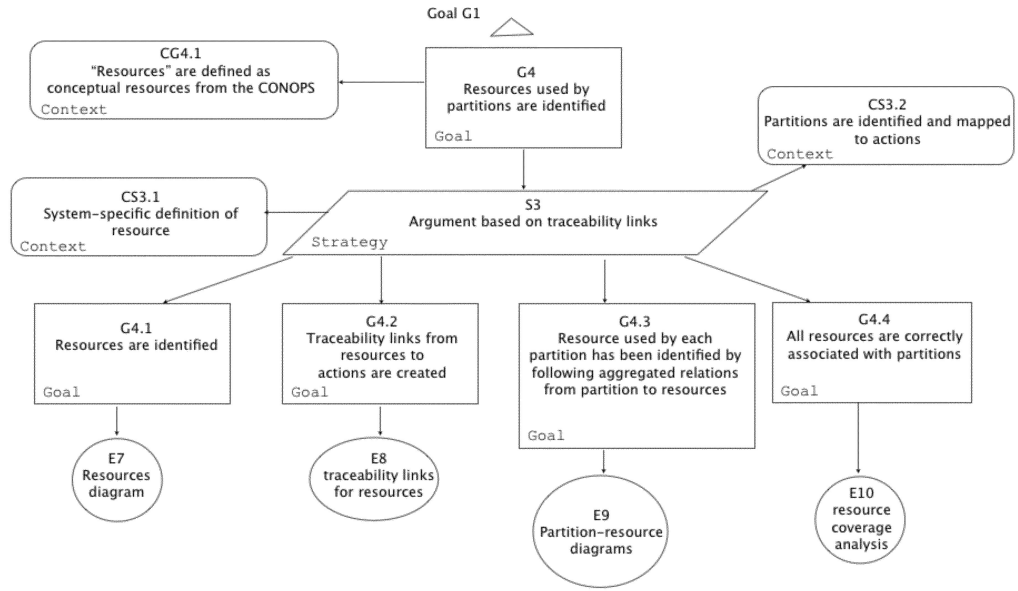 Goal G1
CG4.1
“Resources” are defined as
conceptual resources from the CONOPS
Context
G4
Resources used by
partitions are identified
Goal
CS3.2
Partitions are identified and mapped
to actions
Context
CS3.1
System-specific definition of
resource
Context
S3
Argument based on traceability links
Strategy
G4.1
Resources are identified
Goal
G4.2
Traceability links from
resources to
actions are created
Goal
G4.3
Resource used by each
partition has been identified by
following aggregated relations
from partition to resources
Goal
G4.4
All resources are correctly
associated with partitions
Goal
E7
Resources
diagram
E8
traceability links
for resources
E9
Partition-resource
diagrams
E10
resource
coverage
analysis